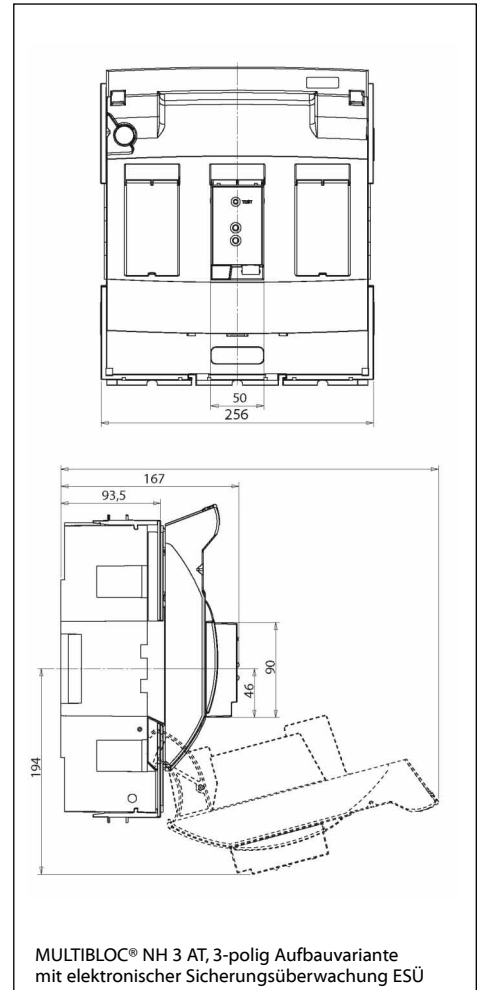 TEST
50
256
167
93,5
90
46
194
MULTIBLOC® NH 3 AT, 3-polig Aufbauvariante
mit elektronischer Sicherungsüberwachung ESÜ